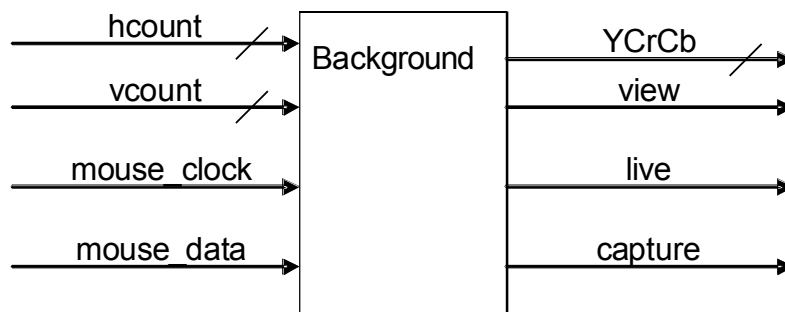 hcount
vcount
mouse_clock
mouse_data
Background
YCrCb
view
live
capture